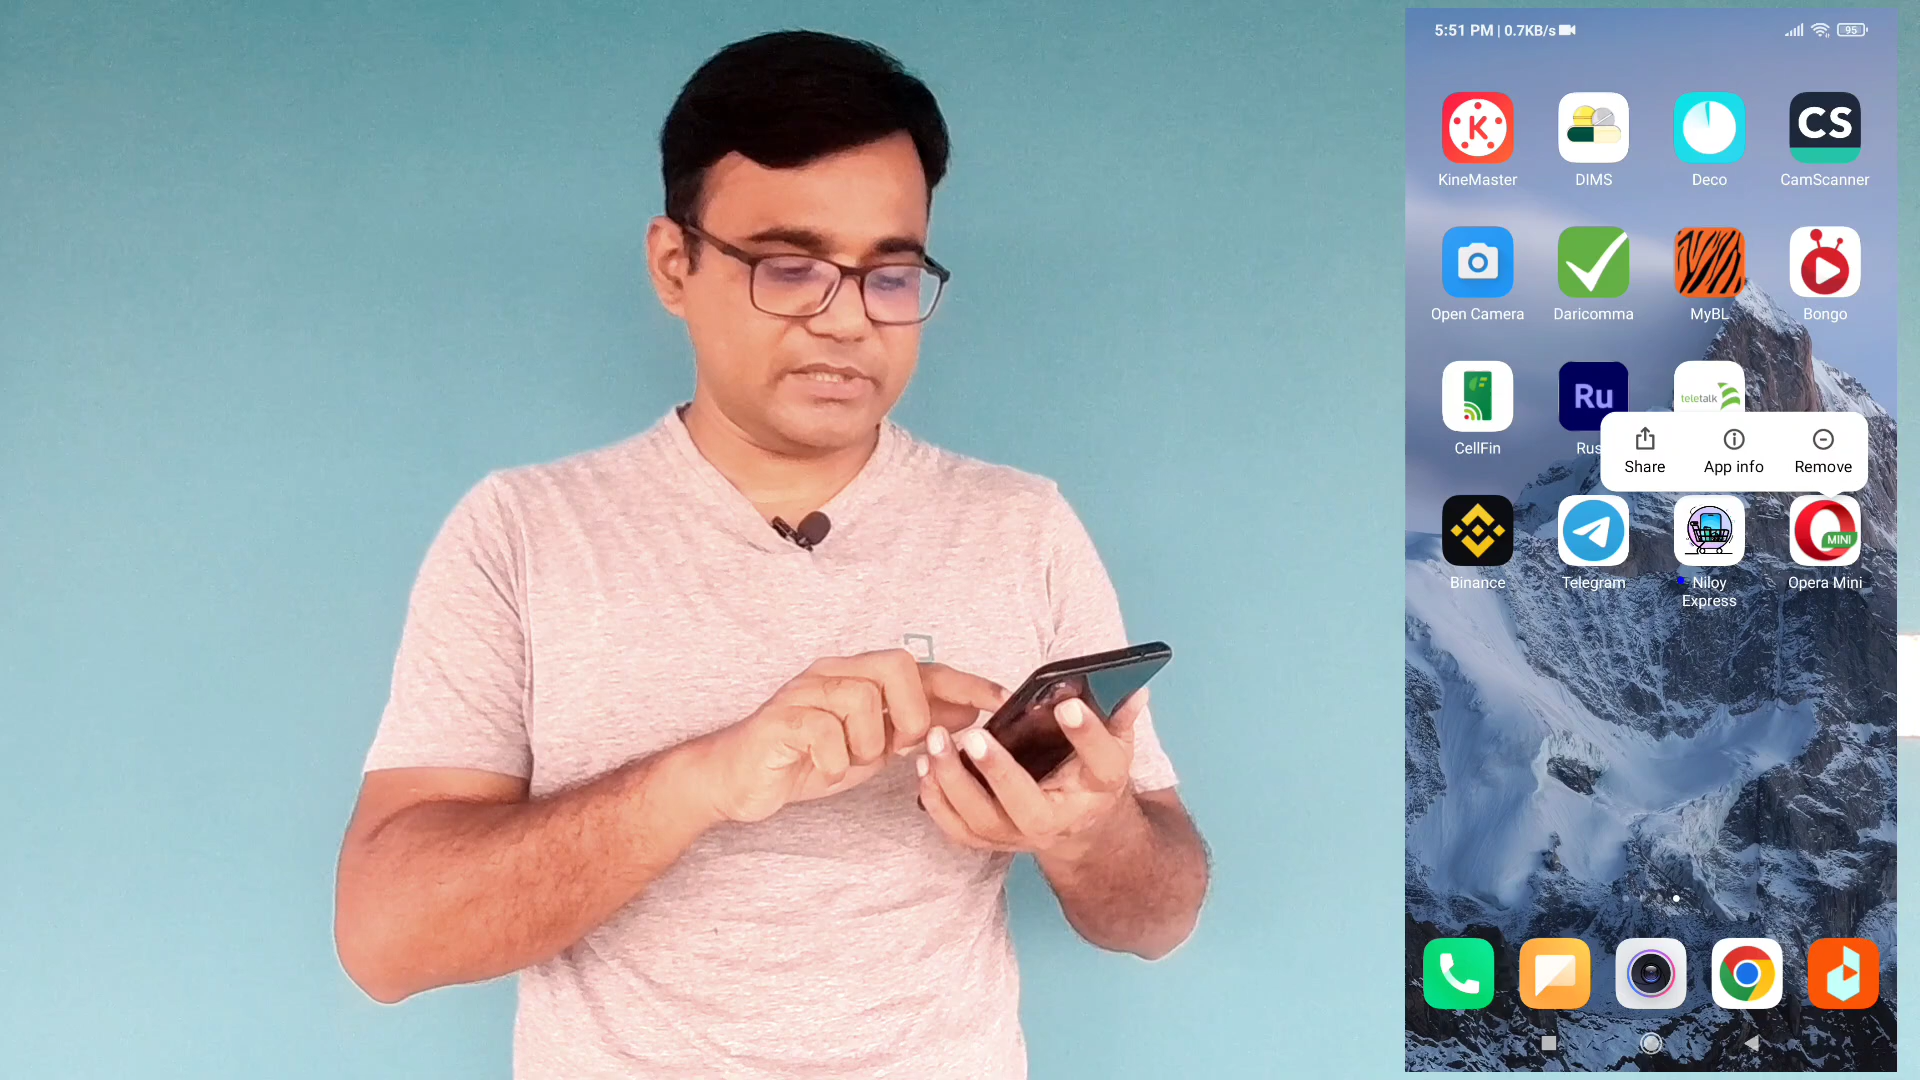 5:51 PM | 0.7KB/s
95
K
CS
KineMaster
DIMS
Deco
CamScanner
Open Camera
Daricomma
MyBL
Bongo
F
Ru
teletalk
CellFin
Rus
Share
App info
Remove
MINI
Binance
Telegram
Niloy
Express
Opera Mini